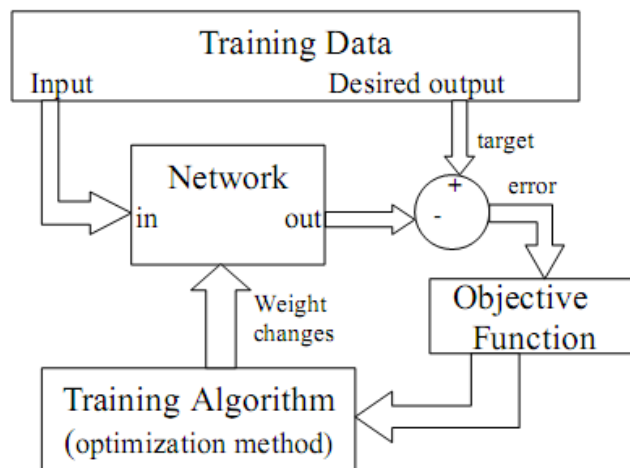 Training Data
Input
Desired output
target
Network
in
out
+
-
error
Weight
changes
Objective
Function
Training Algorithm
(optimization method)